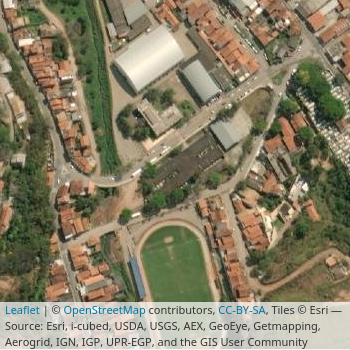 Leaflet | © OpenStreetMap contributors, CC-BY-SA, Tiles © Esri —
Source: Esri, i-cubed, USDA, USGS, AEX, GeoEye, Getmapping,
Aerogrid, IGN, IGP, UPR-EGP, and the GIS User Community